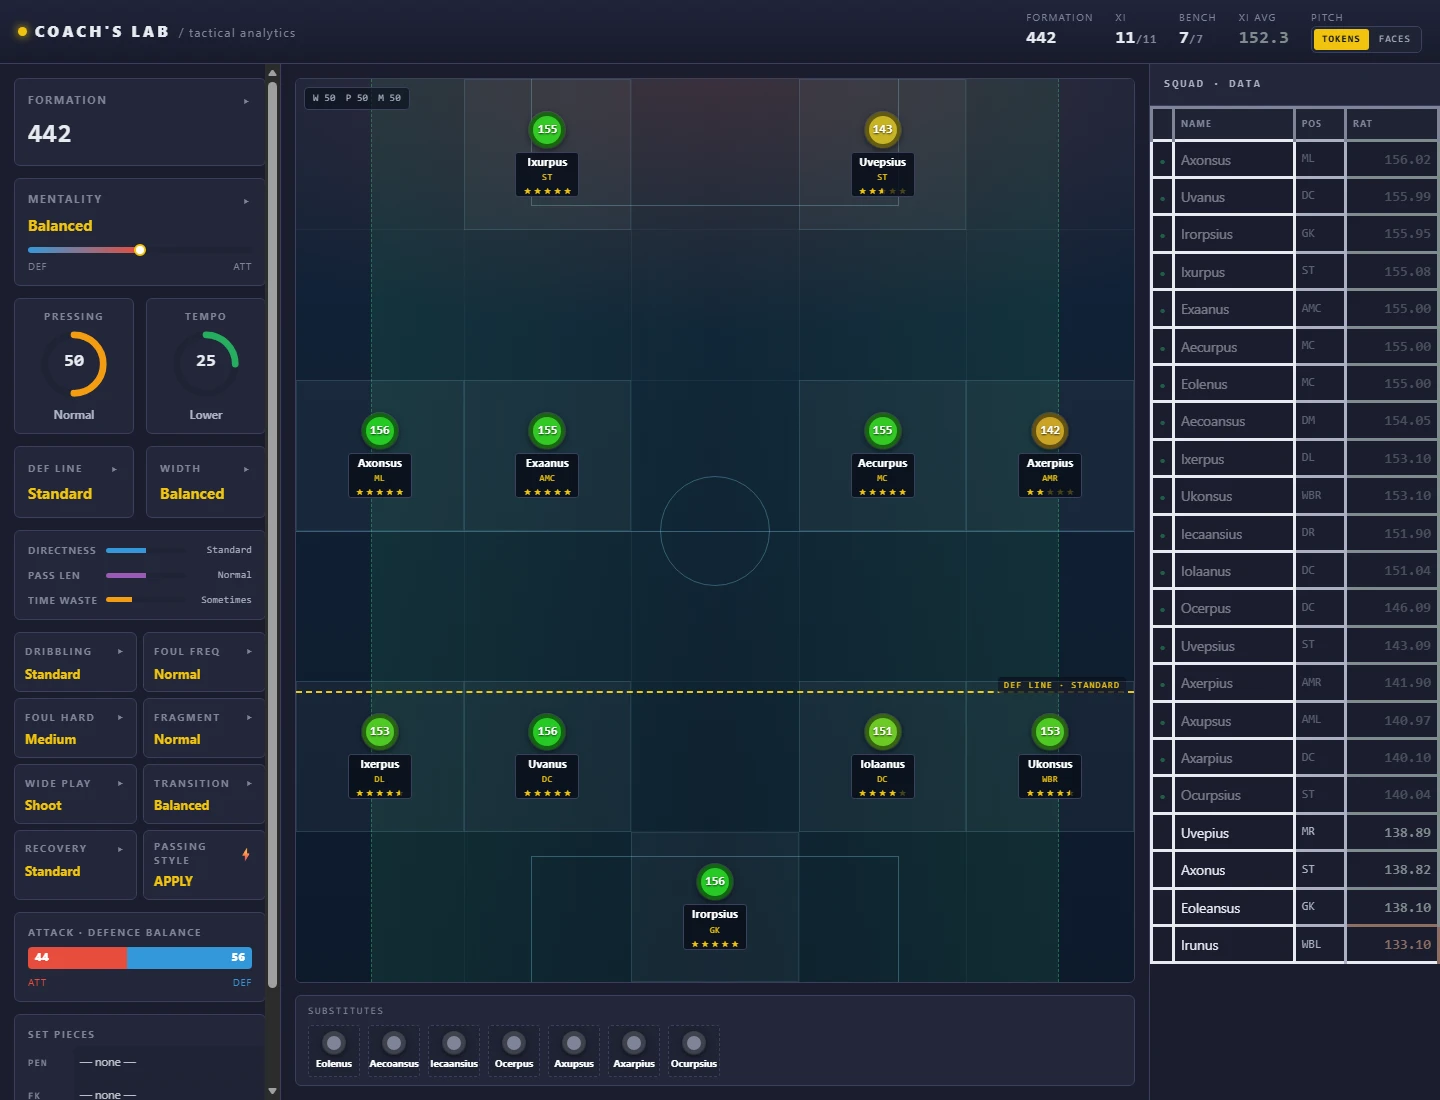 COACH'S LAB / tactical analytics
FORMATION
442
XI
11/11
BENCH
7/7
XI AVG
152.3
PITCH
TOKENS FACES
FORMATION ▸
442
MENTALITY ▸
Balanced
DEF ATT
PRESSING
50
Normal
TEMPO
25
Lower
DEF LINE ▸
Standard
WIDTH ▸
Balanced
DIRECTNESS Standard
PASS LEN Normal
TIME WASTE Sometimes
DRIBBLING ▸
Standard
FOUL FREQ ▸
Normal
FOUL HARD ▸
Medium
FRAGMENT ▸
Normal
WIDE PLAY ▸
Shoot
TRANSITION ▸
Balanced
RECOVERY ▸
Standard
PASSING
STYLE
APPLY
ATTACK · DEFENCE BALANCE
44 56
ATT DEF
SET PIECES
PEN — none —
FK — none —
W 50 P 50 M 50
155
Ixurpus
ST
★★★★★
143
Uvepsius
ST
★★★★★
156
Axonsus
ML
★★★★★
155
Exaanus
AMC
★★★★★
155
Aecurpus
MC
★★★★★
142
Axerpius
AMR
★★★★★
DEF LINE · STANDARD
153
Ixerpus
DL
★★★★★
156
Uvanus
DC
★★★★★
151
Iolaanus
DC
★★★★★
153
Ukonsus
WBR
★★★★★
156
Irorpsius
GK
★★★★★
SUBSTITUTES
Eolenus Aecoansus Iecaansius Ocerpus Axupsus Axarpius Ocurpsius
SQUAD · DATA
NAME POS RAT
Axonsus ML 156.02
Uvanus DC 155.99
Irorpsius GK 155.95
Ixurpus ST 155.08
Exaanus AMC 155.00
Aecurpus MC 155.00
Eolenus MC 155.00
Aecoansus DM 154.05
Ixerpus DL 153.10
Ukonsus WBR 153.10
Iecaansius DR 151.90
Iolaanus DC 151.04
Ocerpus DC 146.09
Uvepsius ST 143.09
Axerpius AMR 141.90
Axupsus AML 140.97
Axarpius DC 140.10
Ocurpsius ST 140.04
Uvepius MR 138.89
Axonus ST 138.82
Eoleansus GK 138.10
Irunus WBL 133.10